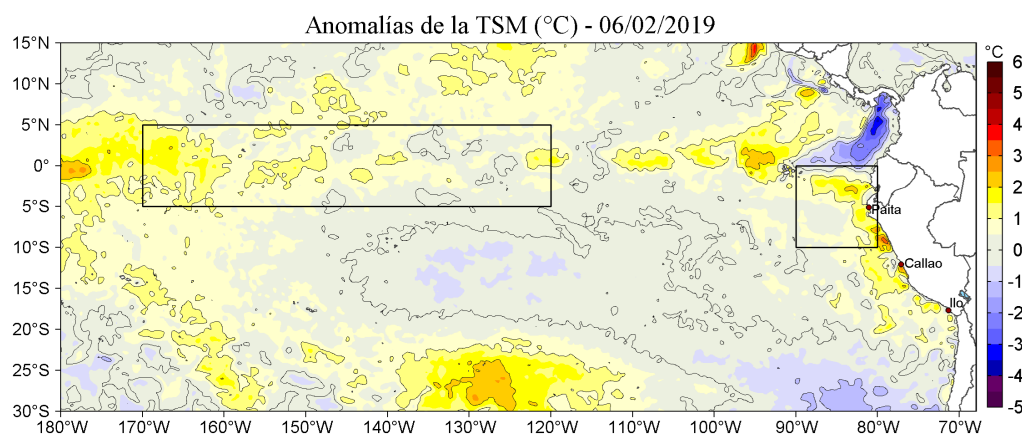 Anomalías de la TSM (°C) - 06/02/2019
15°N
10°N
5°N
0°
5°S
10°S
15°S
20°S
25°S
30°S
180°W
170°W
160°W
150°W
140°W
130°W
120°W
110°W
100°W
90°W
80°W
70°W
Paita
Callao
Ilo
°C
6
5
4
3
2
1
0
-1
-2
-3
-4
-5